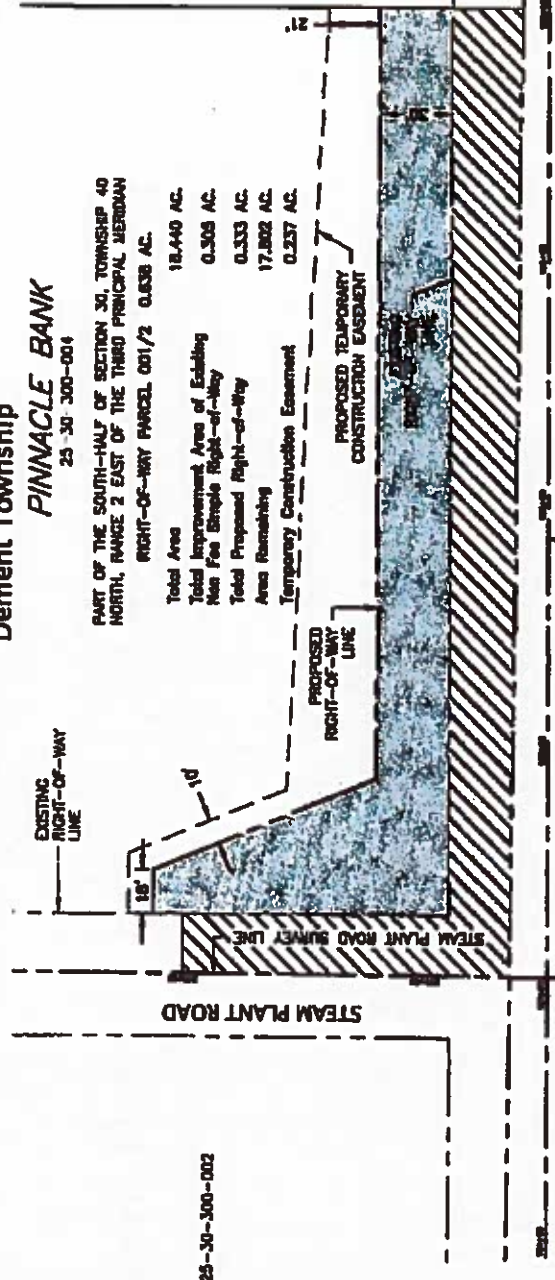 Dement Township
PINNACLE BANK
25-30-300-004
PART OF THE SOUTH-HALF OF SECTION 30, TOWNSHIP 40
NORTH, RANGE 2 EAST OF THE THIRD PRINCIPAL MERIDIAN
RIGHT-OF-WAY PARCEL 001/2 0.638 AC.
Total Area 18.440 AC.
Total Improvement Area of Existing
Non Fee Simple Right-of-Way 0.305 AC.
Total Proposed Right-of-Way 0.333 AC.
Area Remaining 17.802 AC.
Temporary Construction Easement 0.237 AC.
EXISTING
RIGHT-OF-WAY
LINE
18'
10'
21'
PROPOSED
RIGHT-OF-WAY
LINE
PROPOSED TEMPORARY
CONSTRUCTION EASEMENT
STEAM PLANT ROAD SURVEY LINE
STEAM PLANT ROAD
25-30-300-002